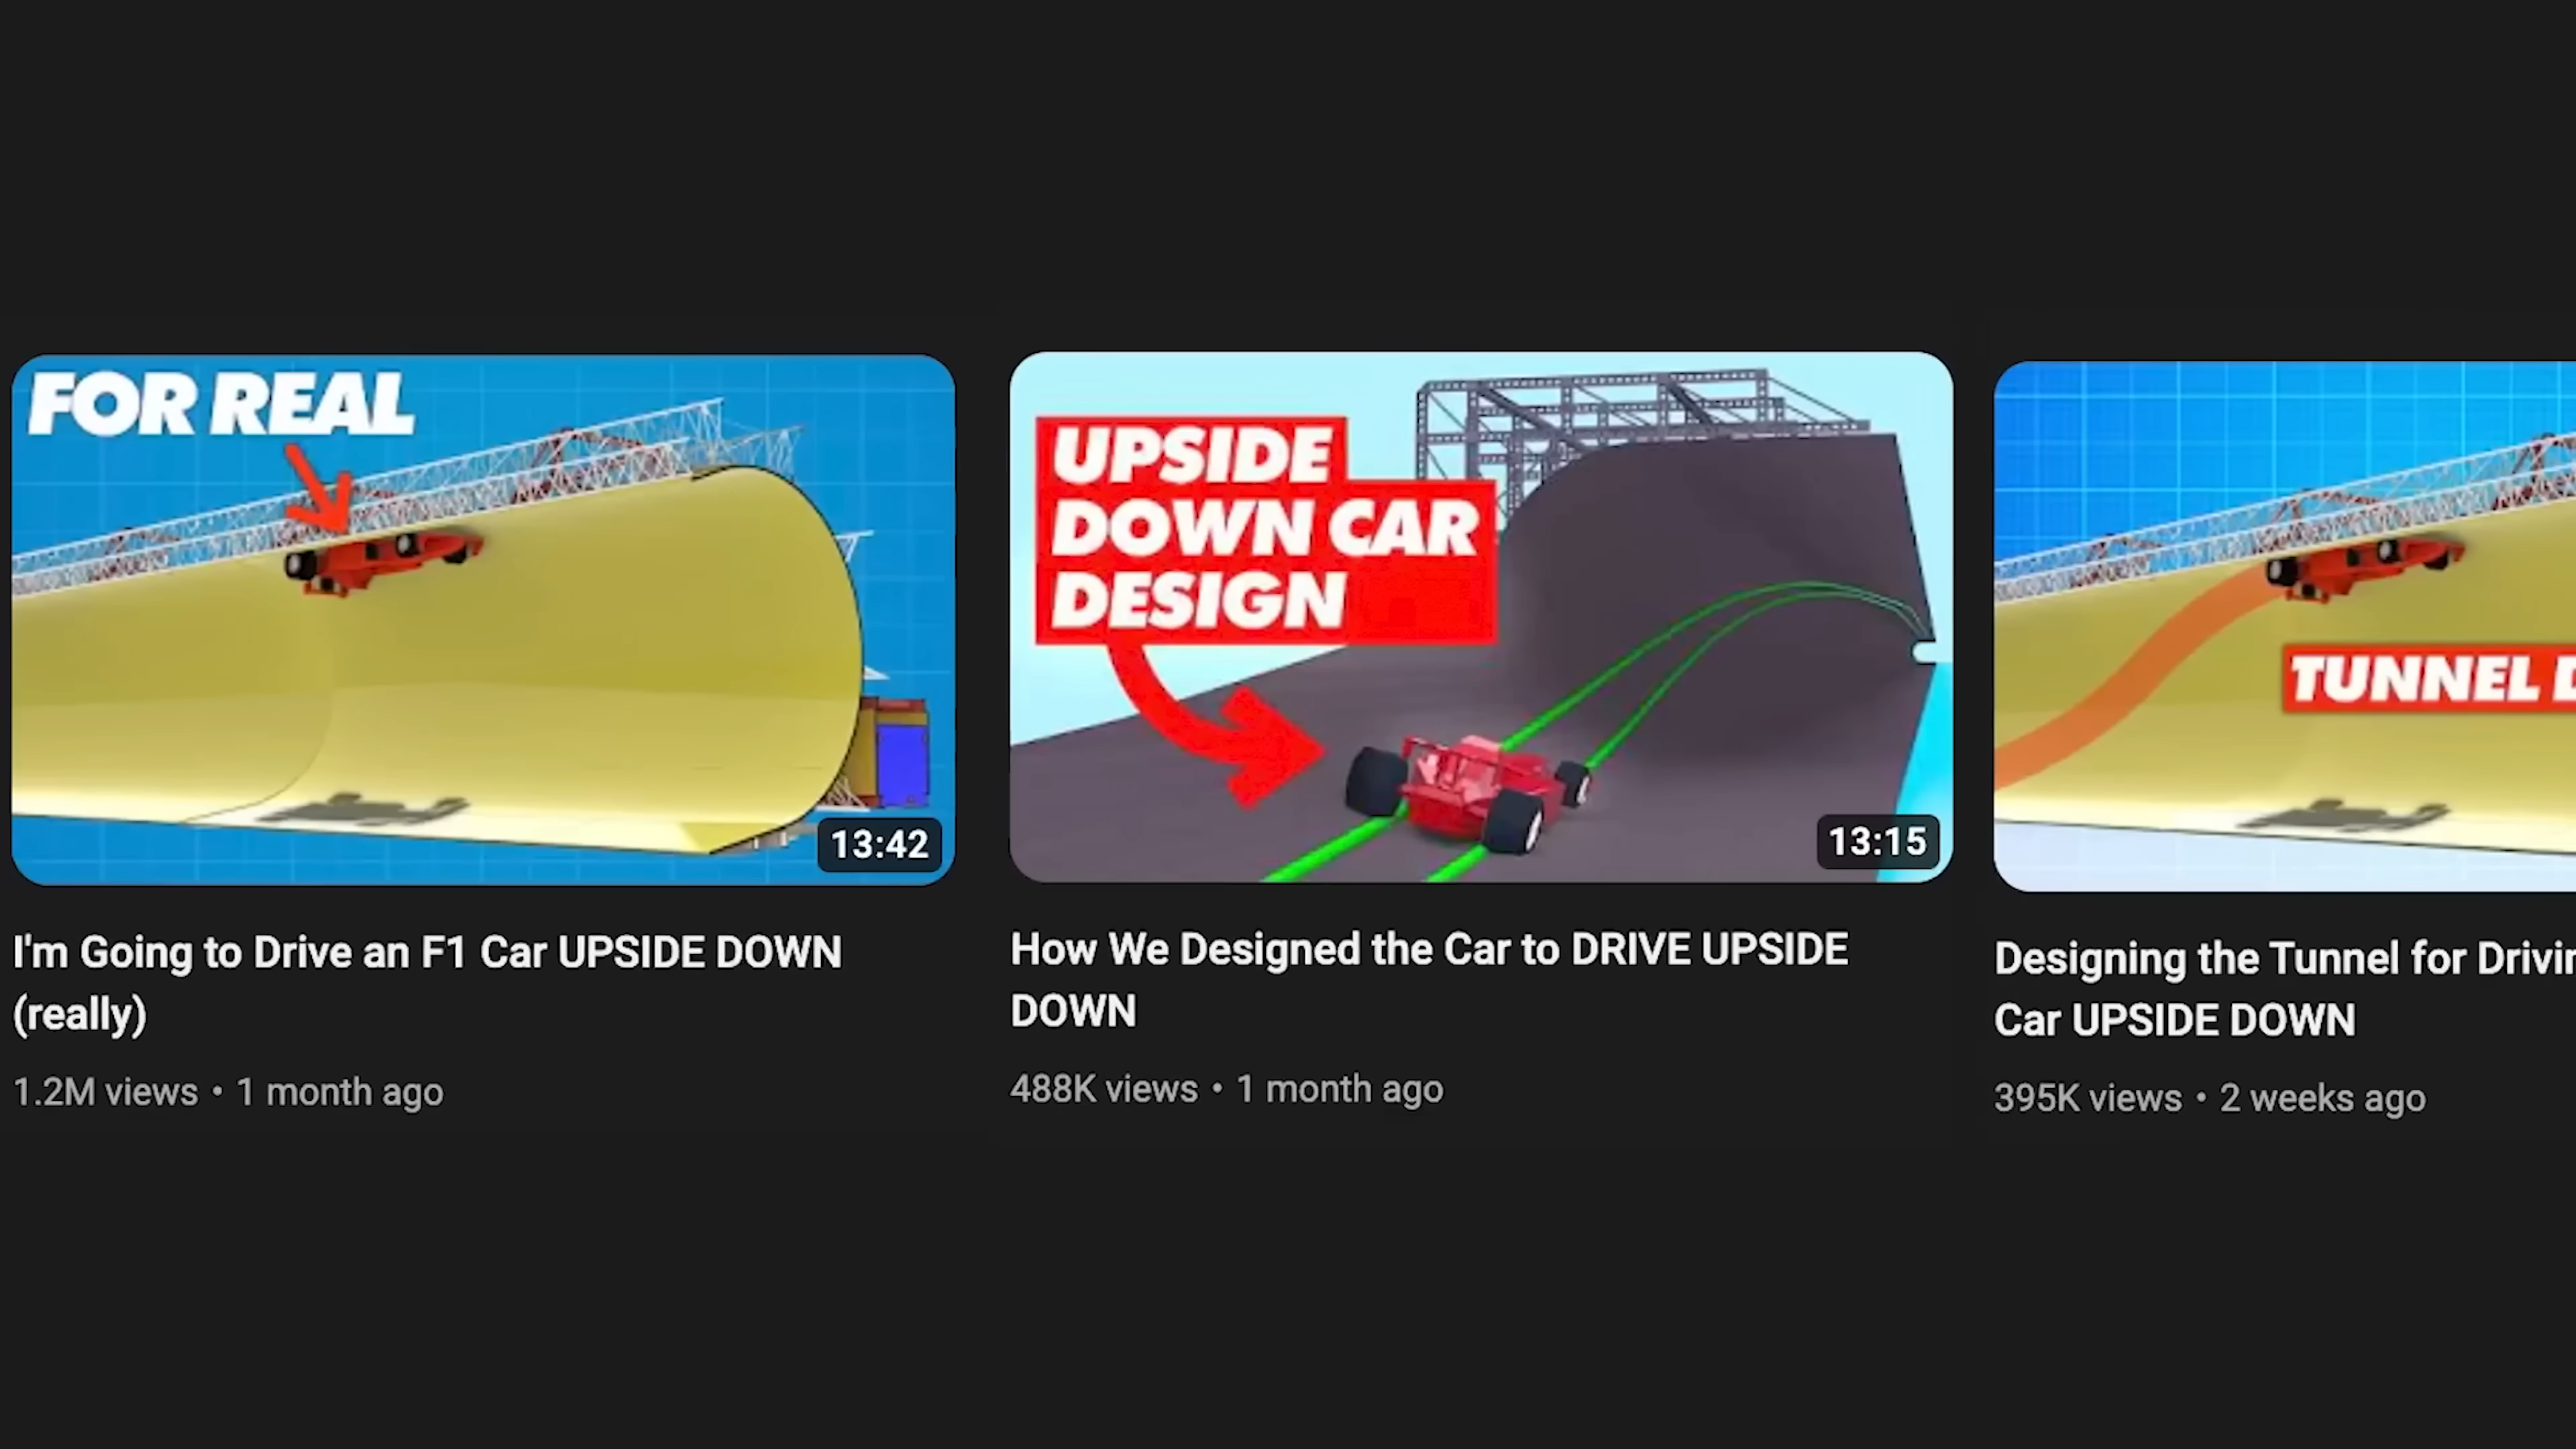 FOR REAL
13:42
I'm Going to Drive an F1 Car UPSIDE DOWN
(really)
1.2M views • 1 month ago
UPSIDE
DOWN CAR
DESIGN
13:15
How We Designed the Car to DRIVE UPSIDE
DOWN
488K views • 1 month ago
TUNNEL
Designing the Tunnel for
Car UPSIDE DOWN
395K views • 2 weeks ago